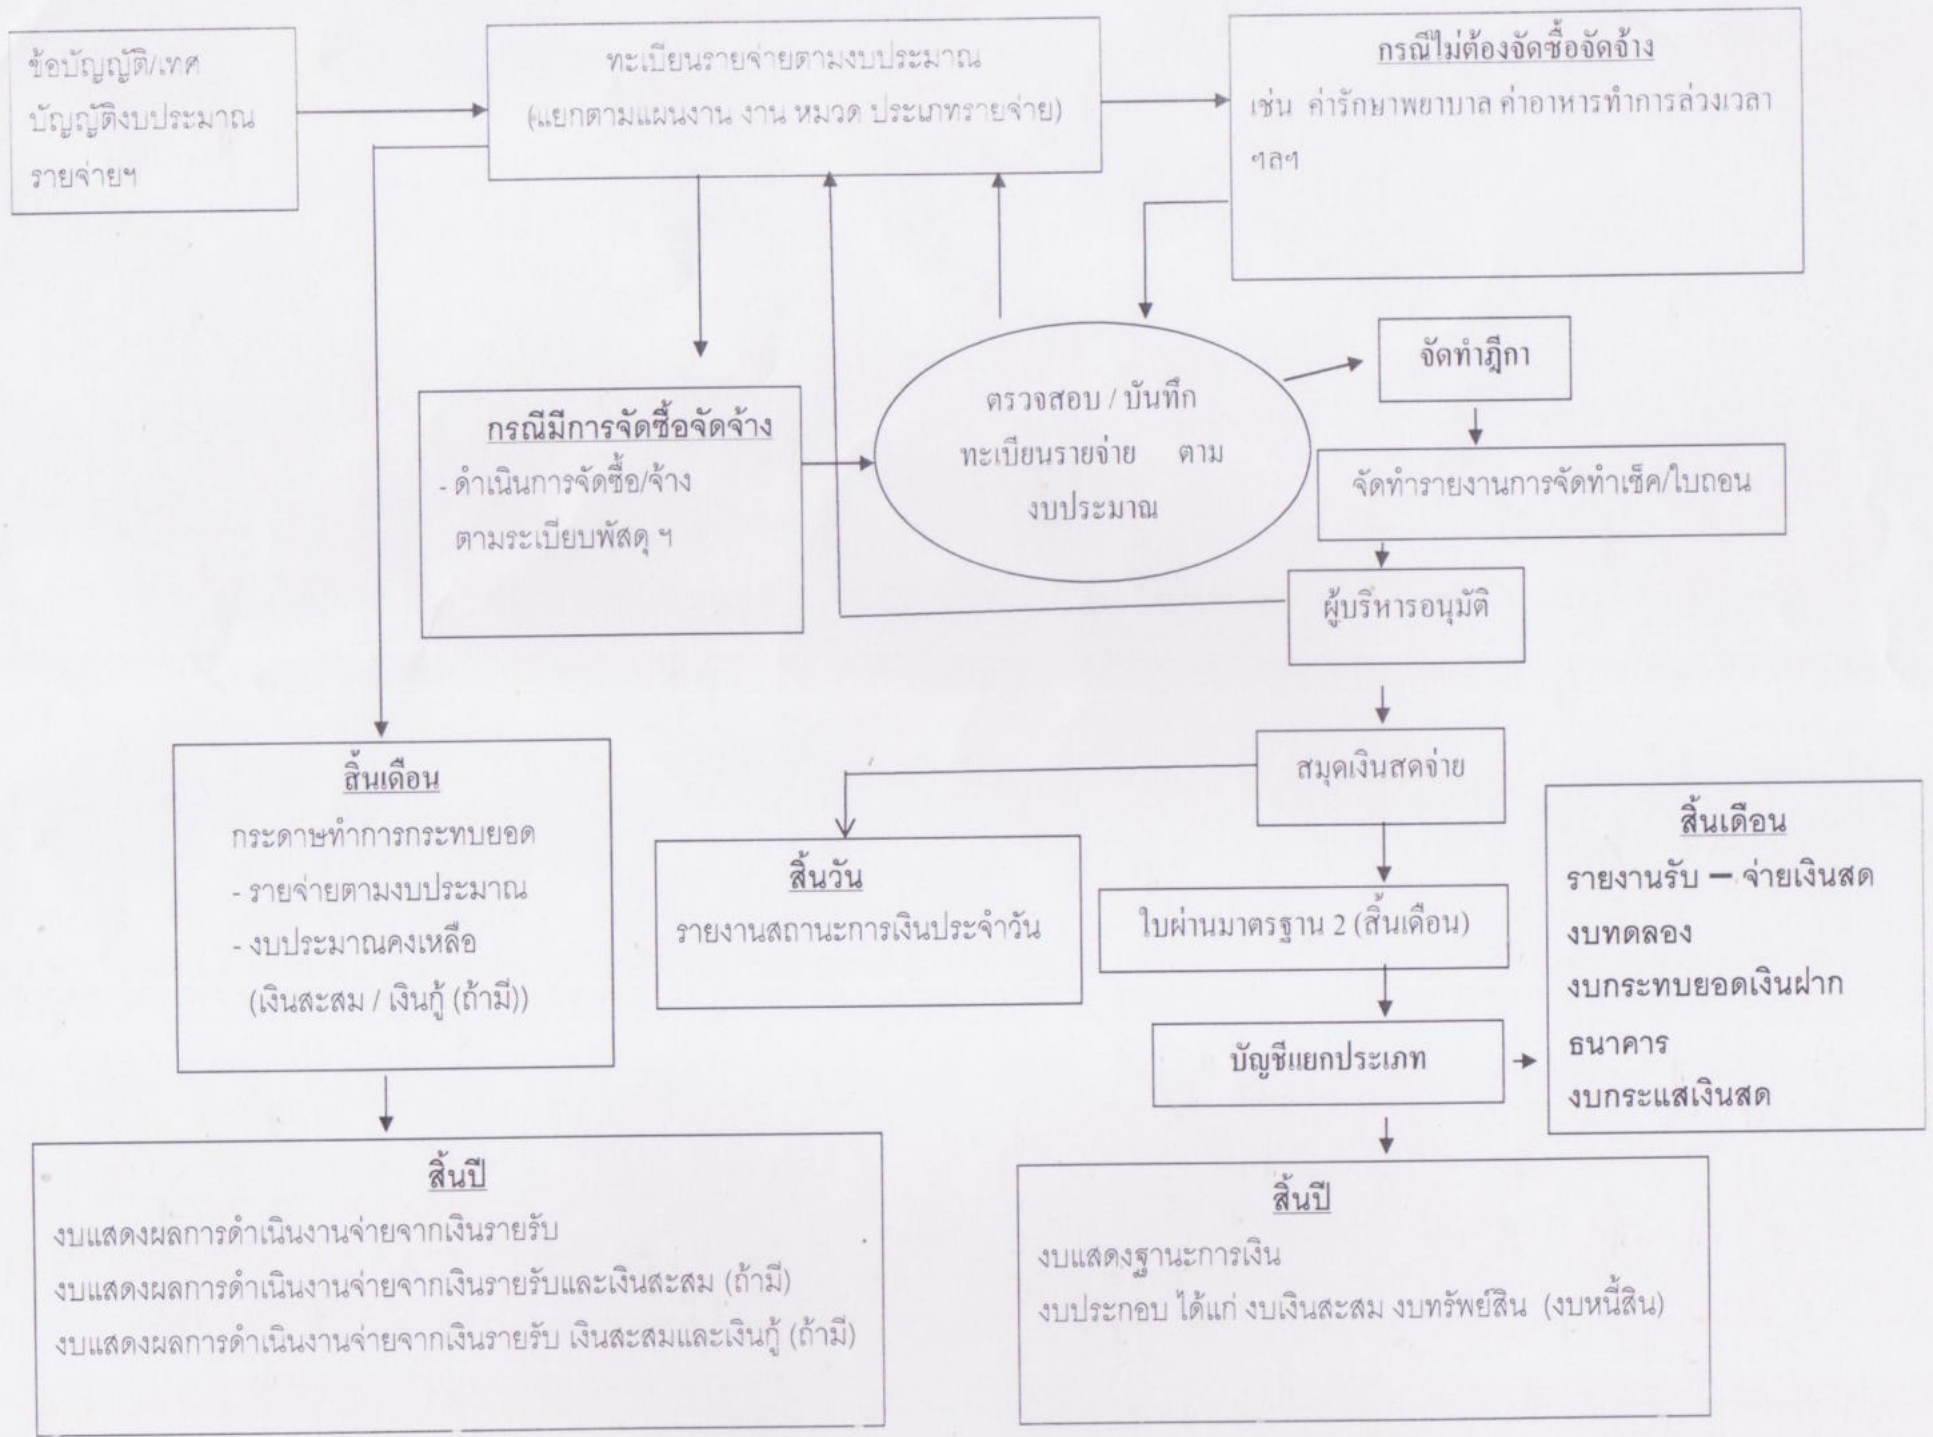 ข้อบัญญัติ/เทศ
บัญญัติงบประมาณ
รายจ่ายฯ
ทะเบียนรายจ่ายตามงบประมาณ
(แยกตามแผนงาน งาน หมวด ประเภทรายจ่าย)
กรณีไม่ต้องจัดซื้อจัดจ้าง
เช่น ค่ารักษาพยาบาล ค่าอาหารทำการล่วงเวลา
ฯลฯ
กรณีมีการจัดซื้อจัดจ้าง
- ดำเนินการจัดซื้อ/จ้าง
ตามระเบียบพัสดุ ฯ
ตรวจสอบ / บันทึก
ทะเบียนรายจ่าย ตาม
งบประมาณ
จัดทำฎีกา
จัดทำรายงานการจัดทำเช็ค/ใบถอน
ผู้บริหารอนุมัติ
สมุดเงินสดจ่าย
สิ้นเดือน
กระดาษทำการกระทบยอด
- รายจ่ายตามงบประมาณ
- งบประมาณคงเหลือ
(เงินสะสม / เงินกู้ (ถ้ามี))
สิ้นวัน
รายงานสถานะการเงินประจำวัน
ใบผ่านมาตรฐาน 2 (สิ้นเดือน)
บัญชีแยกประเภท
สิ้นเดือน
รายงานรับ – จ่ายเงินสด
งบทดลอง
งบกระทบยอดเงินฝาก
ธนาคาร
งบกระแสเงินสด
สิ้นปี
งบแสดงผลการดำเนินงานจ่ายจากเงินรายรับ
งบแสดงผลการดำเนินงานจ่ายจากเงินรายรับและเงินสะสม (ถ้ามี)
งบแสดงผลการดำเนินงานจ่ายจากเงินรายรับ เงินสะสมและเงินกู้ (ถ้ามี)
สิ้นปี
งบแสดงฐานะการเงิน
งบประกอบ ได้แก่ งบเงินสะสม งบทรัพย์สิน (งบหนี้สิน)